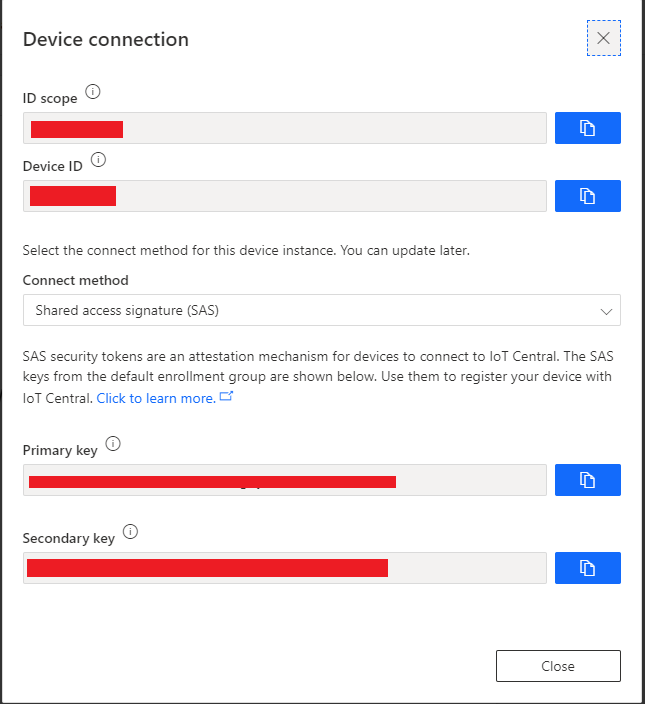 Device connection
ID scope
Device ID
Select the connect method for this device instance. You can update later.
Connect method
Shared access signature (SAS)
SAS security tokens are an attestation mechanism for devices to connect to IoT Central. The SAS
keys from the default enrollment group are shown below. Use them to register your device with
IoT Central. Click to learn more.
Primary key
Secondary key
Close